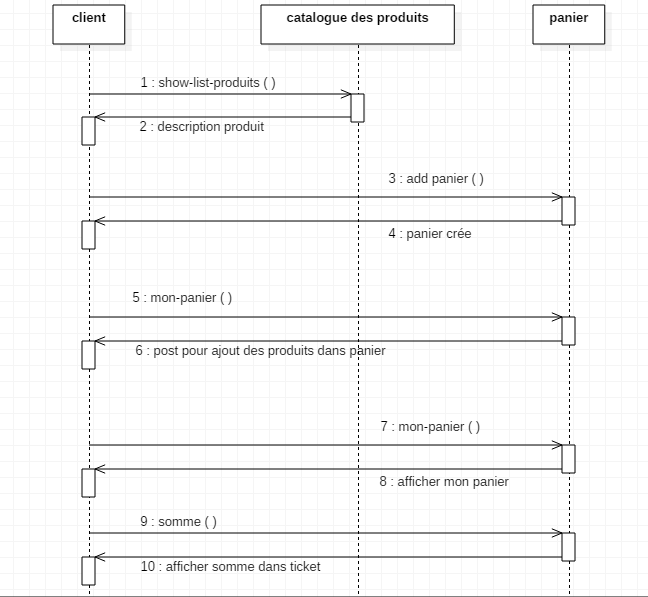 client
catalogue des produits
panier
1 : show-list-produits ( )
2 : description produit
3 : add panier ( )
4 : panier crée
5 : mon-panier ( )
6 : post pour ajout des produits dans panier
7 : mon-panier ( )
8 : afficher mon panier
9 : somme ( )
10 : afficher somme dans ticket